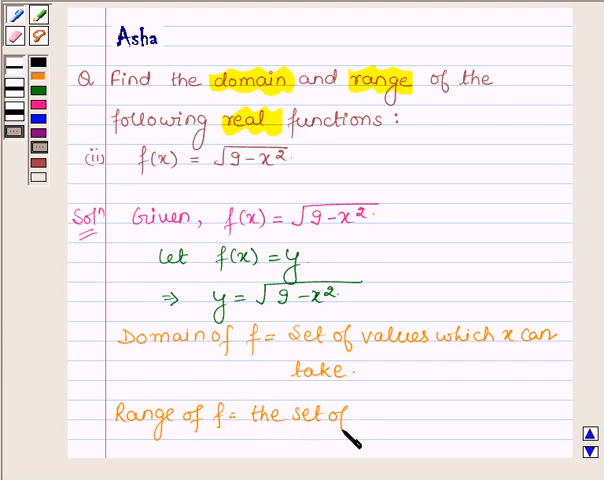 Asha
Q Find the domain and range of the
following real functions :
(ii) f(x) = √9-x²
Solⁿ Given, f(x) = √9-x².
Let f(x) = y
⇒ y = √9-x²
Domain of f = Set of values which x can
take.
Range of f = the set of